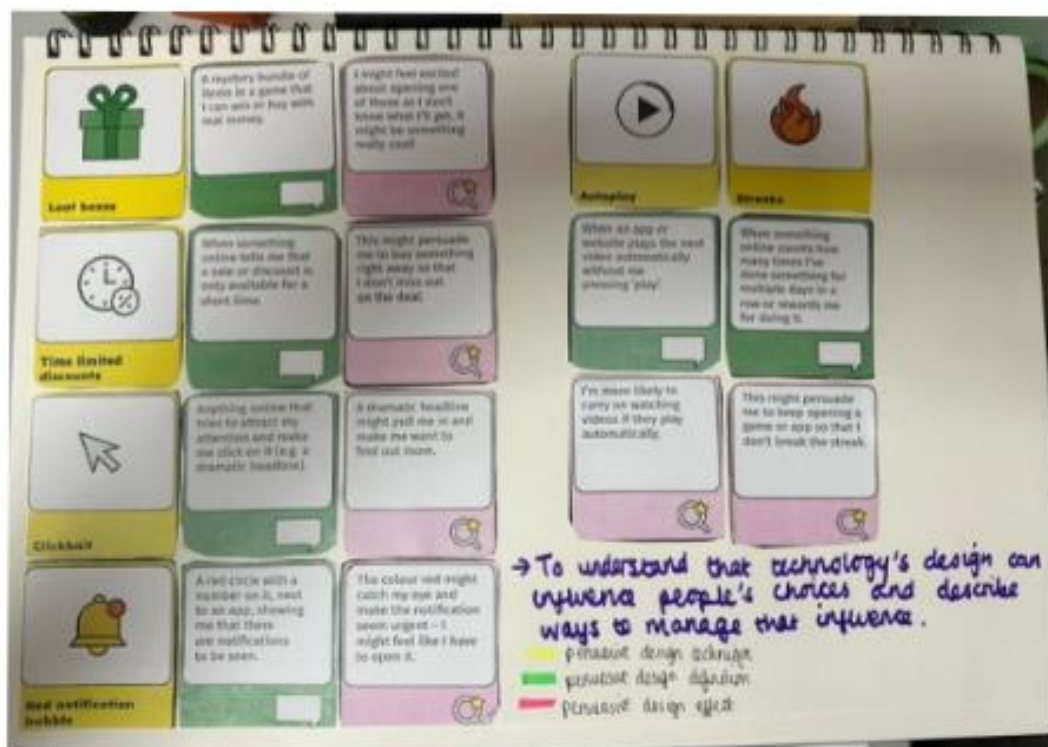 A mystery bundle of
items in a game that
I can win or buy with
real money.
I might feel excited
about opening one
of these as I don't
know what I'll get. It
might be something
really cool!
Loot boxes
When something
online tells me that
a sale or discount is
only available for a
short time.
This might persuade
me to buy something
right away so that
I don't miss out
on the deal.
Time limited
discounts
Anything online that
tries to attract my
attention and make
me click on it (e.g. a
dramatic headline).
A dramatic headline
might pull me in and
make me want to
find out more.
Clickbait
A red circle with a
number on it, next
to an app, showing
me that there
are notifications
to be seen.
The colour red might
catch my eye and
make the notification
seem urgent – I
might feel like I have
to open it.
Red notification
bubble
Autoplay
Streaks
When an app or
website plays the next
video automatically
without me
pressing 'play'.
When something
online counts how
many times I've
done something for
multiple days in a
row or rewards me
for doing it.
I'm more likely to
carry on watching
videos if they play
automatically.
This might persuade
me to keep opening a
game or app so that I
don't break the streak.
→ To understand that technology's design can
influence people's choices and describe
ways to manage that influence.
persuasive design technique
persuasive design definition
persuasive design effect